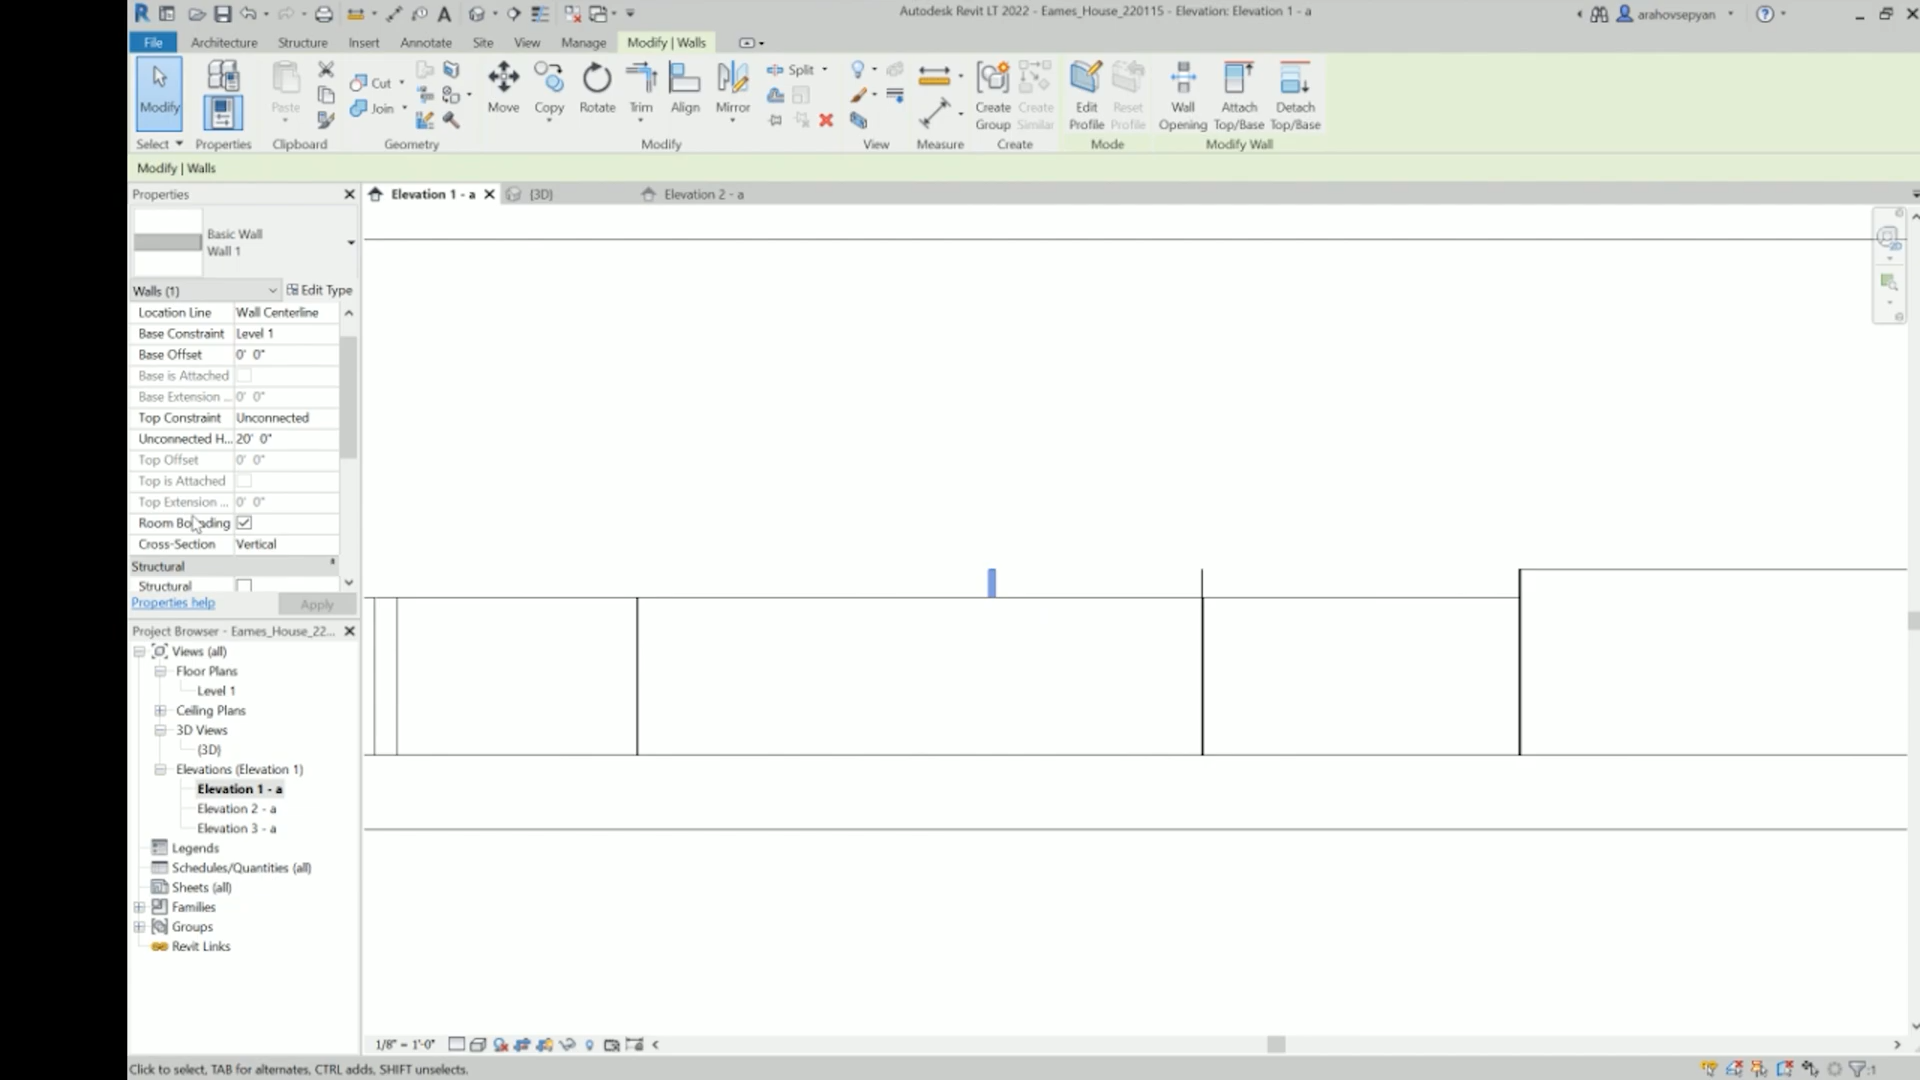 Autodesk Revit LT 2022 - Eames_House_220115 - Elevation: Elevation 1 - a
arahovsepyan
File Architecture Structure Insert Annotate Site View Manage Modify | Walls
Modify
Paste
Cut
Join
Move Copy Rotate Trim Align Mirror
Split
Create Group
Create Similar
Edit Profile
Reset Profile
Wall Opening
Attach Top/Base
Detach Top/Base
Select Properties Clipboard Geometry Modify View Measure Create Mode Modify Wall
Modify | Walls
Properties
Elevation 1 - a
{3D}
Elevation 2 - a
Basic Wall
Wall 1
Walls (1)
Edit Type
Location Line Wall Centerline
Base Constraint Level 1
Base Offset 0' 0"
Base is Attached
Base Extension ... 0' 0"
Top Constraint Unconnected
Unconnected H... 20' 0"
Top Offset 0' 0"
Top is Attached
Top Extension ... 0' 0"
Room Bounding
Cross-Section Vertical
Structural
Structural
Properties help
Apply
Project Browser - Eames_House_22...
Views (all)
Floor Plans
Level 1
Ceiling Plans
3D Views
{3D}
Elevations (Elevation 1)
Elevation 1 - a
Elevation 2 - a
Elevation 3 - a
Legends
Schedules/Quantities (all)
Sheets (all)
Families
Groups
Revit Links
1/8" = 1'-0"
Click to select, TAB for alternates, CTRL adds, SHIFT unselects.
:1